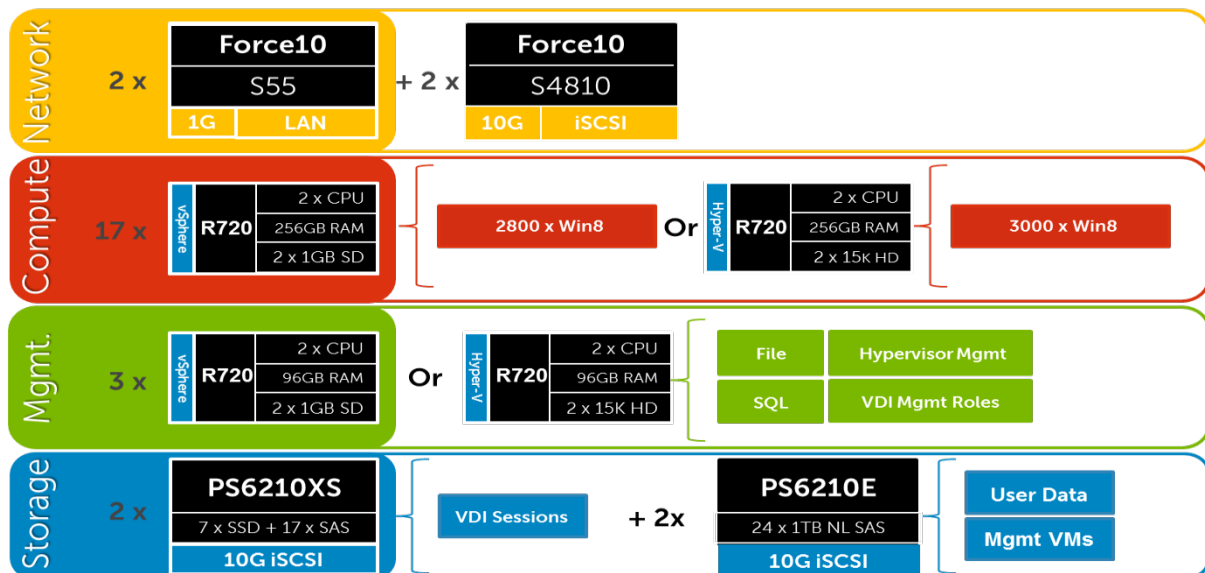 Network
2 x
Force10
S55
1G
LAN
+ 2 x
Force10
S4810
10G
iSCSI
Compute
17 x
vSphere
R720
2 x CPU
256GB RAM
2 x 1GB SD
2800 x Win8
Or
Hyper-V
R720
2 x CPU
256GB RAM
2 x 15K HD
3000 x Win8
Mgmt.
3 x
vSphere
R720
2 x CPU
96GB RAM
2 x 1GB SD
Or
Hyper-V
R720
2 x CPU
96GB RAM
2 x 15K HD
File
Hypervisor Mgmt
SQL
VDI Mgmt Roles
Storage
2 x
PS6210XS
7 x SSD + 17 x SAS
10G iSCSI
VDI Sessions
+ 2x
PS6210E
24 x 1TB NL SAS
10G iSCSI
User Data
Mgmt VMs